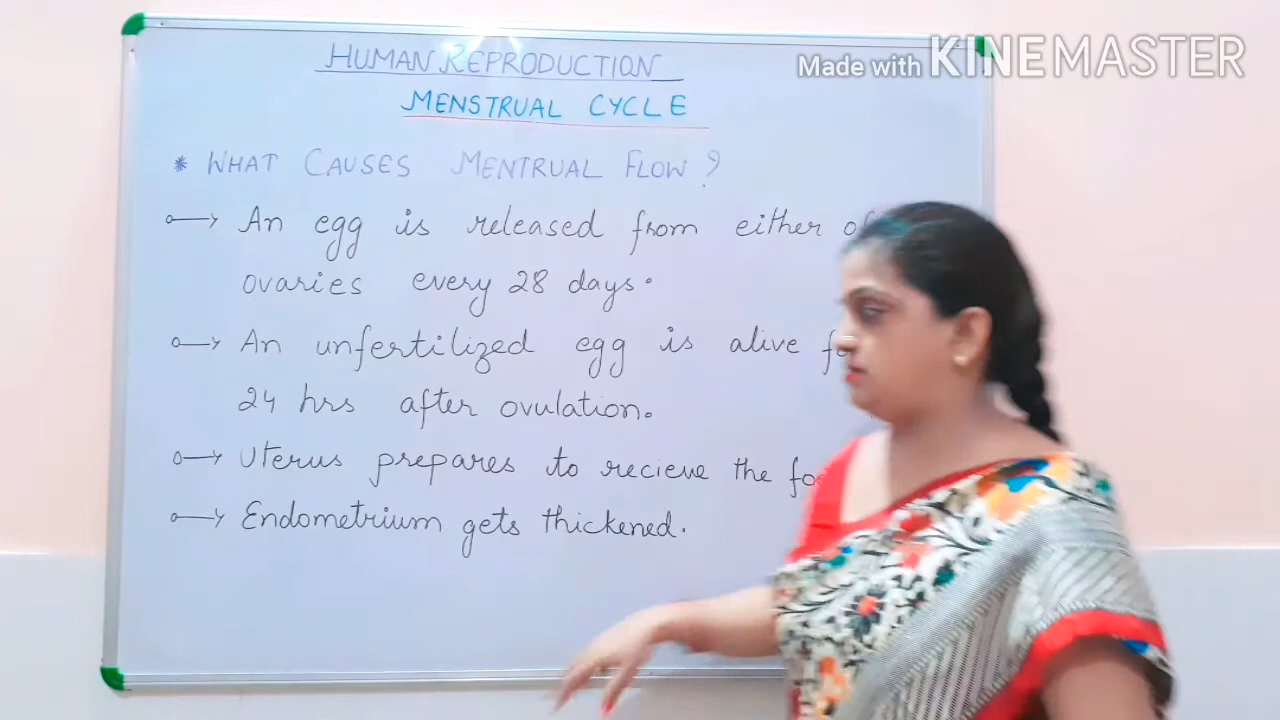 HUMAN REPRODUCTION
Made with KINEMASTER
MENSTRUAL CYCLE
* WHAT CAUSES MENTRUAL FLOW?
An egg is released from either of
ovaries every 28 days.
An unfertilized egg is alive
24 hrs after ovulation.
Uterus prepares to recieve the
Endometrium gets thickened.